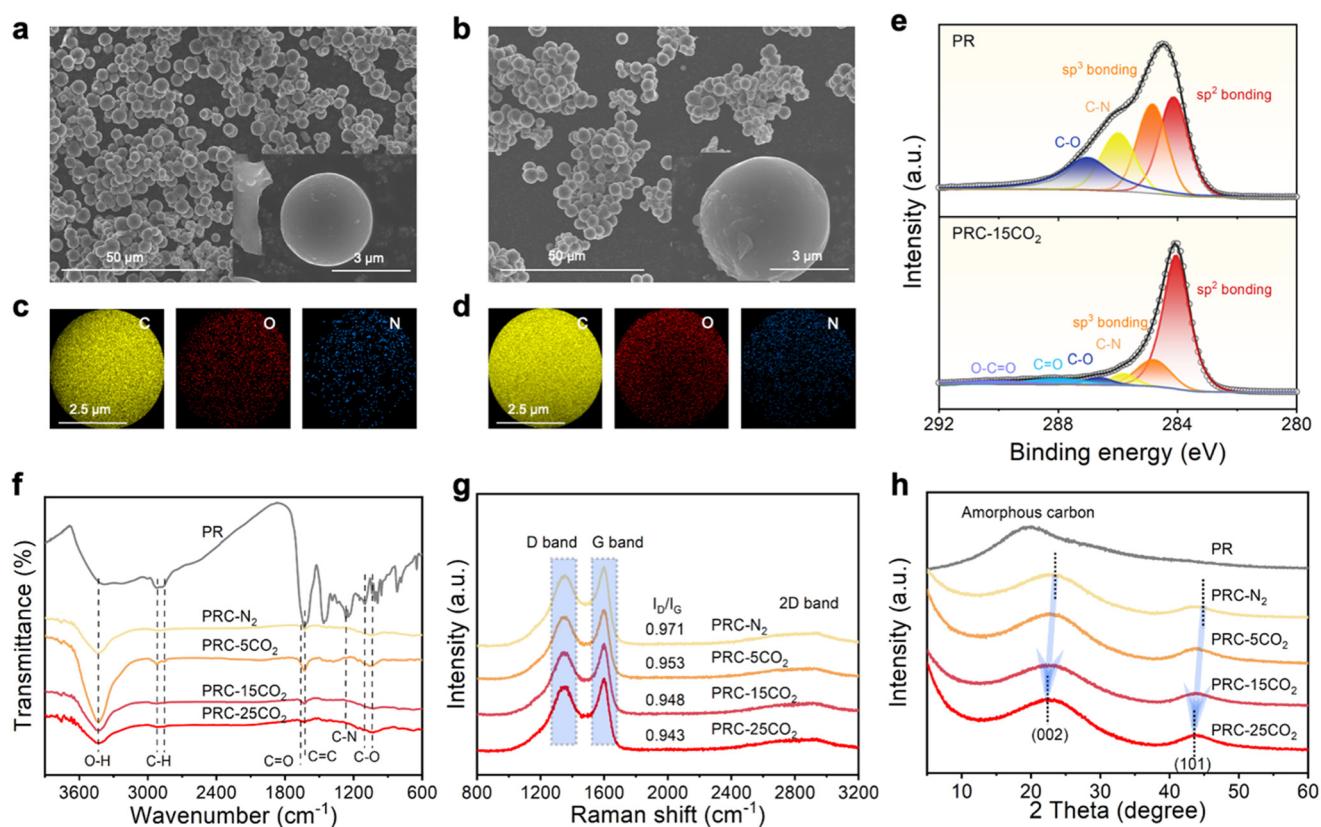 a
50 μm
3 μm
b
50 μm
3 μm
c
C
O
N
2.5 μm
d
C
O
N
2.5 μm
e
PR
sp³ bonding
sp² bonding
C-N
C-O
PRC-15CO₂
sp² bonding
sp³ bonding
C-N
C-O
C=O
O-C=O
Intensity (a.u.)
292 288 284 280
Binding energy (eV)
f
PR
PRC-N₂
PRC-5CO₂
PRC-15CO₂
PRC-25CO₂
O-H
C-H
C=O
C=C
C-N
C-O
Transmittance (%)
3600 3000 2400 1800 1200 600
Wavenumber (cm⁻¹)
g
D band
G band
2D band
I_D/I_G
0.971 PRC-N₂
0.953 PRC-5CO₂
0.948 PRC-15CO₂
0.943 PRC-25CO₂
Intensity (a.u.)
800 1200 1600 2000 2400 2800 3200
Raman shift (cm⁻¹)
h
Amorphous carbon
PR
PRC-N₂
PRC-5CO₂
PRC-15CO₂
PRC-25CO₂
(002)
(101)
Intensity (a.u.)
10 20 30 40 50 60
2 Theta (degree)